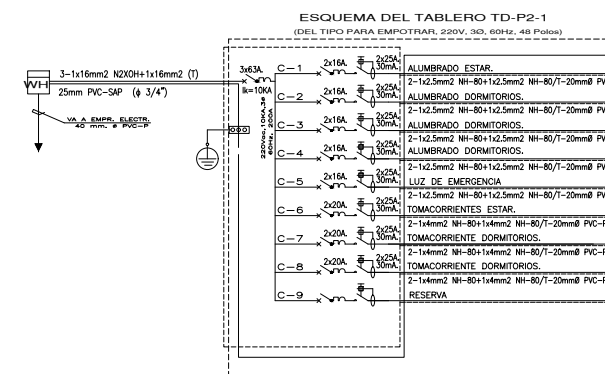 ESQUEMA DEL TABLERO TD-P2-1
(DEL TIPO PARA EMPOTRAR, 220V, 3Ø, 60Hz, 48 Polos)
WH
3-1x16mm2 N2XOH+1x16mm2 (T)
25mm PVC-SAP (ϕ 3/4")
VA A EMPR. ELECTR.
40 mm. ø PVC-P
3x63A.
Ik=10KA
220Vac,10KA,3ø
60Hz, 200A
C-1 2x16A. 2x25A 30mA. ALUMBRADO ESTAR.
2-1x2.5mm2 NH-80+1x2.5mm2 NH-80/T-20mmØ PV
C-2 2x16A. 2x25A 30mA. ALUMBRADO DORMITORIOS.
2-1x2.5mm2 NH-80+1x2.5mm2 NH-80/T-20mmØ PV
C-3 2x16A. 2x25A 30mA. ALUMBRADO DORMITORIOS.
2-1x2.5mm2 NH-80+1x2.5mm2 NH-80/T-20mmØ PV
C-4 2x16A. 2x25A 30mA. ALUMBRADO DORMITORIOS.
2-1x2.5mm2 NH-80+1x2.5mm2 NH-80/T-20mmØ PV
C-5 2x16A. 2x25A 30mA. LUZ DE EMERGENCIA
2-1x2.5mm2 NH-80+1x2.5mm2 NH-80/T-20mmØ PV
C-6 2x20A. 2x25A 30mA. TOMACORRIENTES ESTAR.
2-1x4mm2 NH-80+1x4mm2 NH-80/T-20mmØ PVC-P
C-7 2x20A. 2x25A 30mA. TOMACORRIENTE DORMITORIOS.
2-1x4mm2 NH-80+1x4mm2 NH-80/T-20mmØ PVC-P
C-8 2x20A. 2x25A 30mA. TOMACORRIENTE DORMITORIOS.
2-1x4mm2 NH-80+1x4mm2 NH-80/T-20mmØ PVC-P
C-9 RESERVA